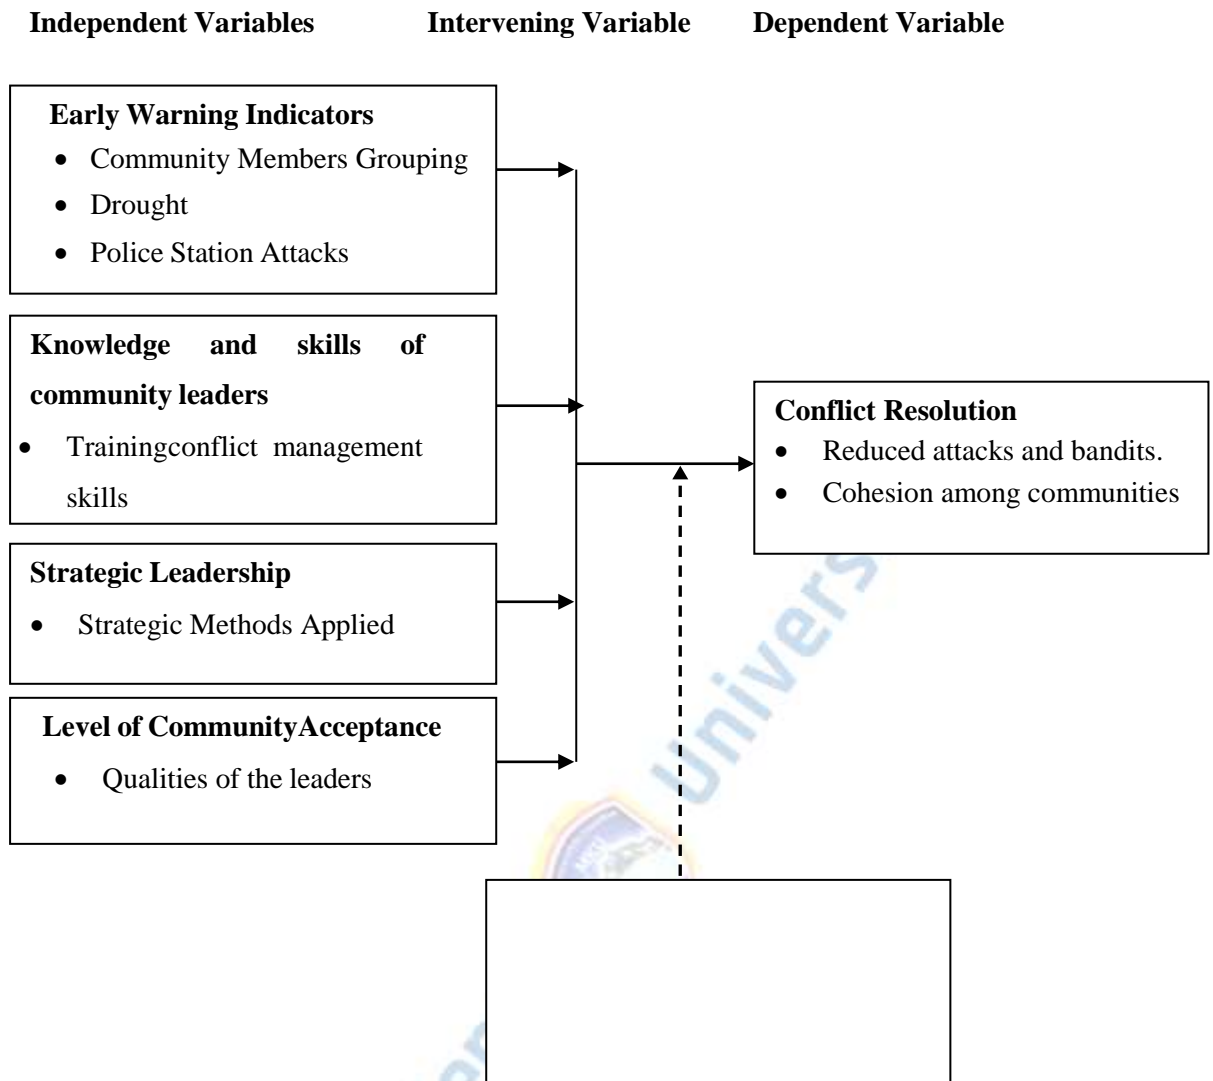 Independent Variables Intervening Variable Dependent Variable
Early Warning Indicators
• Community Members Grouping
• Drought
• Police Station Attacks
Knowledge and skills of
community leaders
• Trainingconflict management
skills
Strategic Leadership
• Strategic Methods Applied
Level of CommunityAcceptance
• Qualities of the leaders
Conflict Resolution
• Reduced attacks and bandits.
• Cohesion among communities
Univers